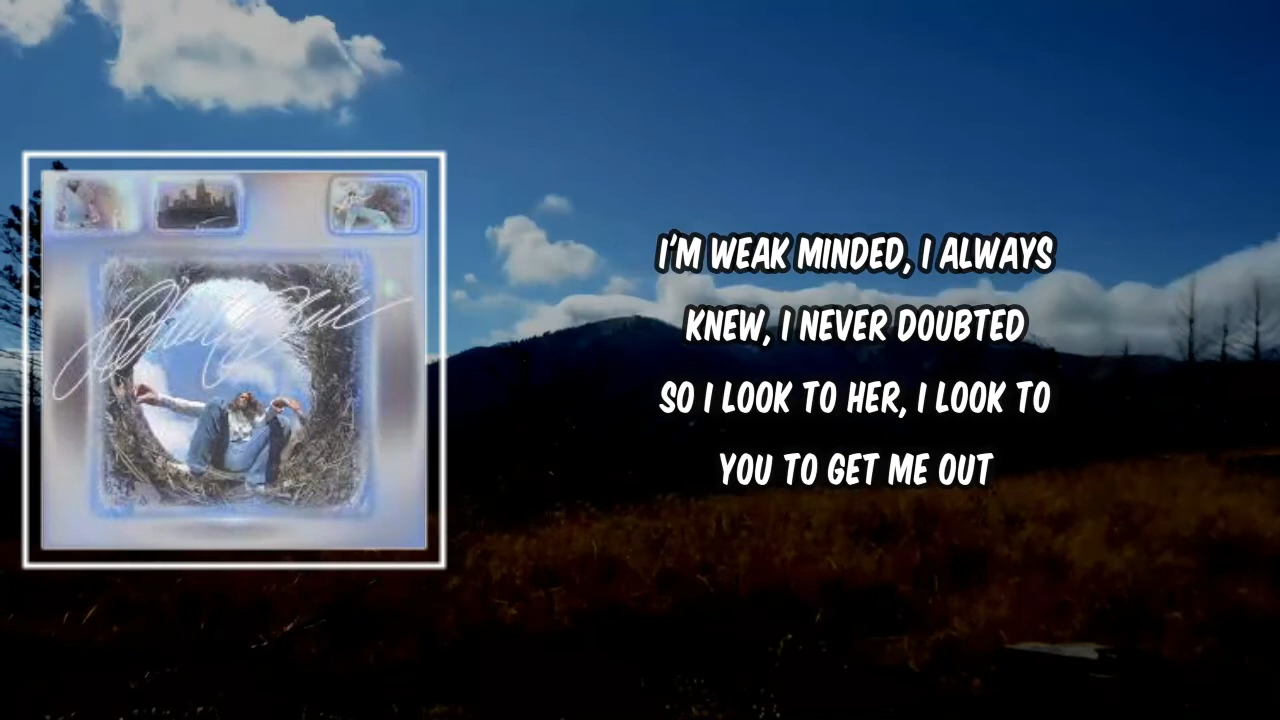 I'M WEAK MINDED, I ALWAYS
KNEW, I NEVER DOUBTED
SO I LOOK TO HER, I LOOK TO
YOU TO GET ME OUT